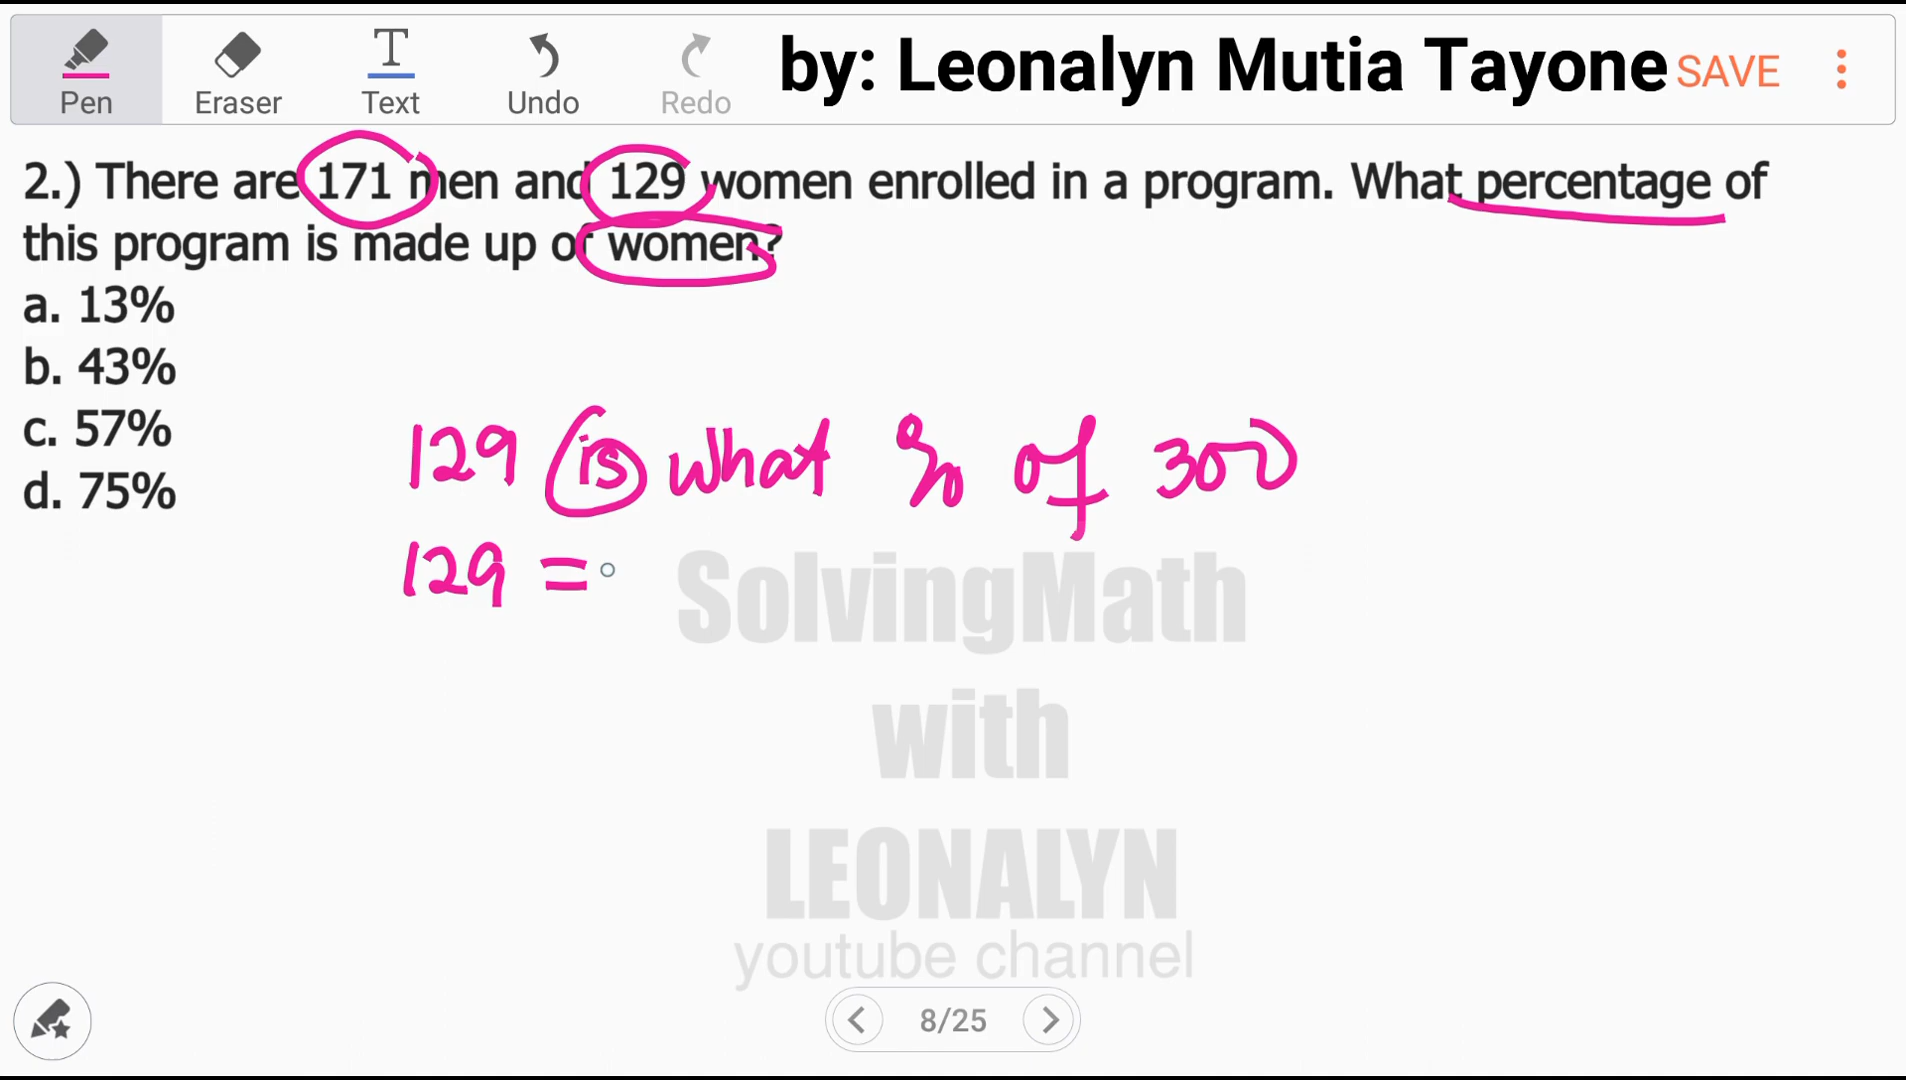 Pen Eraser Text Undo Redo by: Leonalyn Mutia Tayone SAVE
2.) There are 171 men and 129 women enrolled in a program. What percentage of
this program is made up of women?
a. 13%
b. 43%
c. 57%
d. 75%
129 is what % of 300
129 =
SolvingMath
with
LEONALYN
youtube channel
8/25